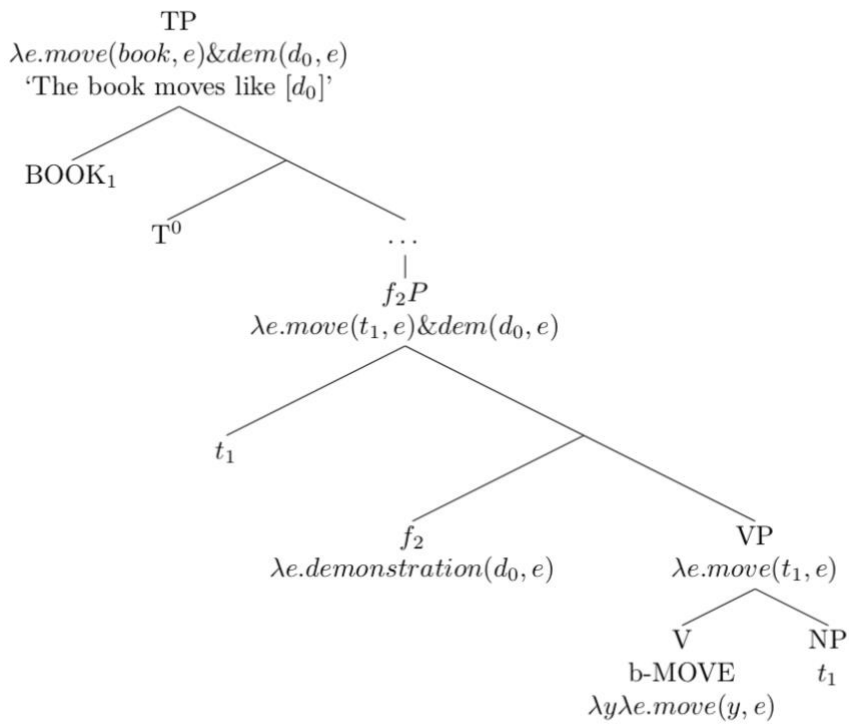 TP
λe.move(book, e)&dem(d₀, e)
‘The book moves like [d₀]’
BOOK₁
T⁰
...
f₂P
λe.move(t₁, e)&dem(d₀, e)
t₁
f₂
λe.demonstration(d₀, e)
VP
λe.move(t₁, e)
V
b-MOVE
λyλe.move(y, e)
NP
t₁